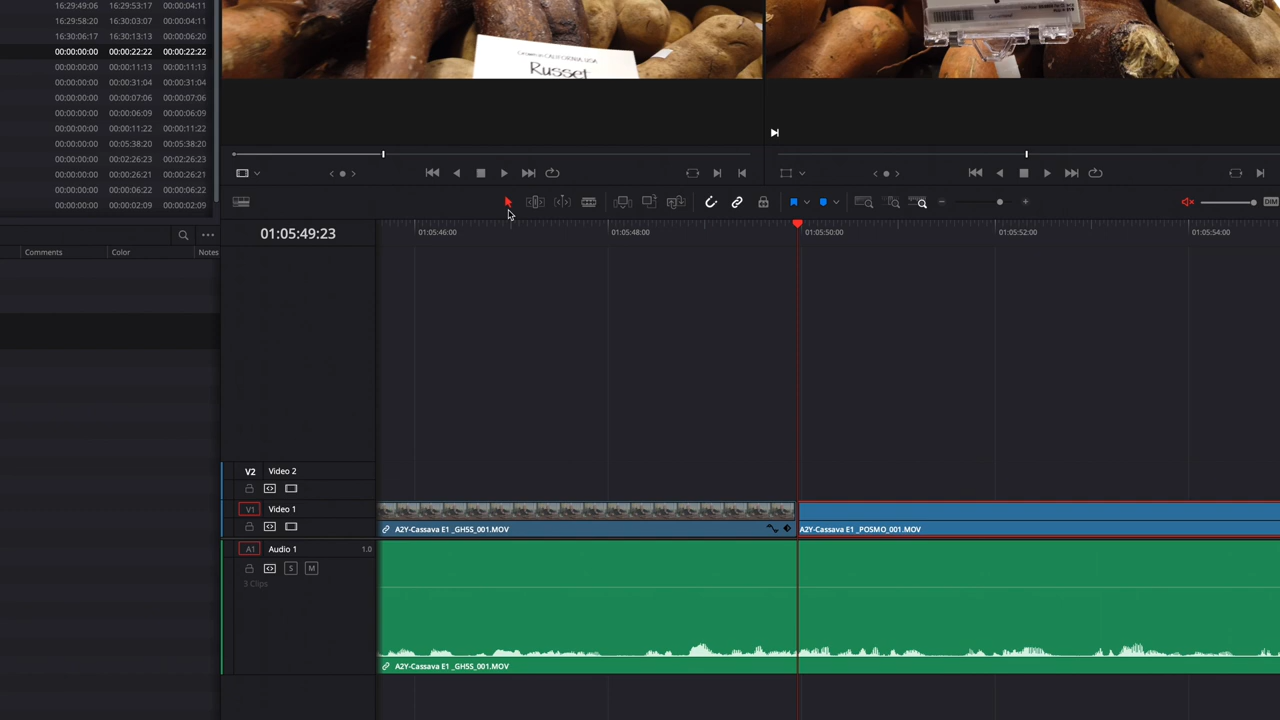 16:29:49:06 16:29:53:17 00:00:04:11
16:29:58:10 16:30:03:07 00:00:04:21
16:30:06:17 16:30:13:13 00:00:06:20
00:00:00:00 00:00:22:22 00:00:22:22
00:00:00:00 00:00:11:13 00:00:11:13
00:00:00:00 00:00:31:04 00:00:31:04
00:00:00:00 00:00:07:06 00:00:07:06
00:00:00:00 00:00:06:09 00:00:06:09
00:00:00:00 00:00:11:22 00:00:11:22
00:00:00:00 00:05:38:20 00:05:38:20
00:00:00:00 00:02:26:23 00:02:26:23
00:00:00:00 00:00:26:21 00:00:26:21
00:00:00:00 00:00:06:22 00:00:06:22
00:00:00:00 00:00:02:09 00:00:02:09
CALIFORNIA, USA
Russet
DIM
Comments Color Notes
01:05:49:23
01:05:46:00 01:05:48:00 01:05:50:00 01:05:52:00 01:05:54:00
V2 Video 2
V1 Video 1
A2Y-Cassava E1 _GH5S_001.MOV A2Y-Cassava E1 _POSMO_001.MOV
A1 Audio 1 1.0
S M
3 Clips
A2Y-Cassava E1 _GH5S_001.MOV